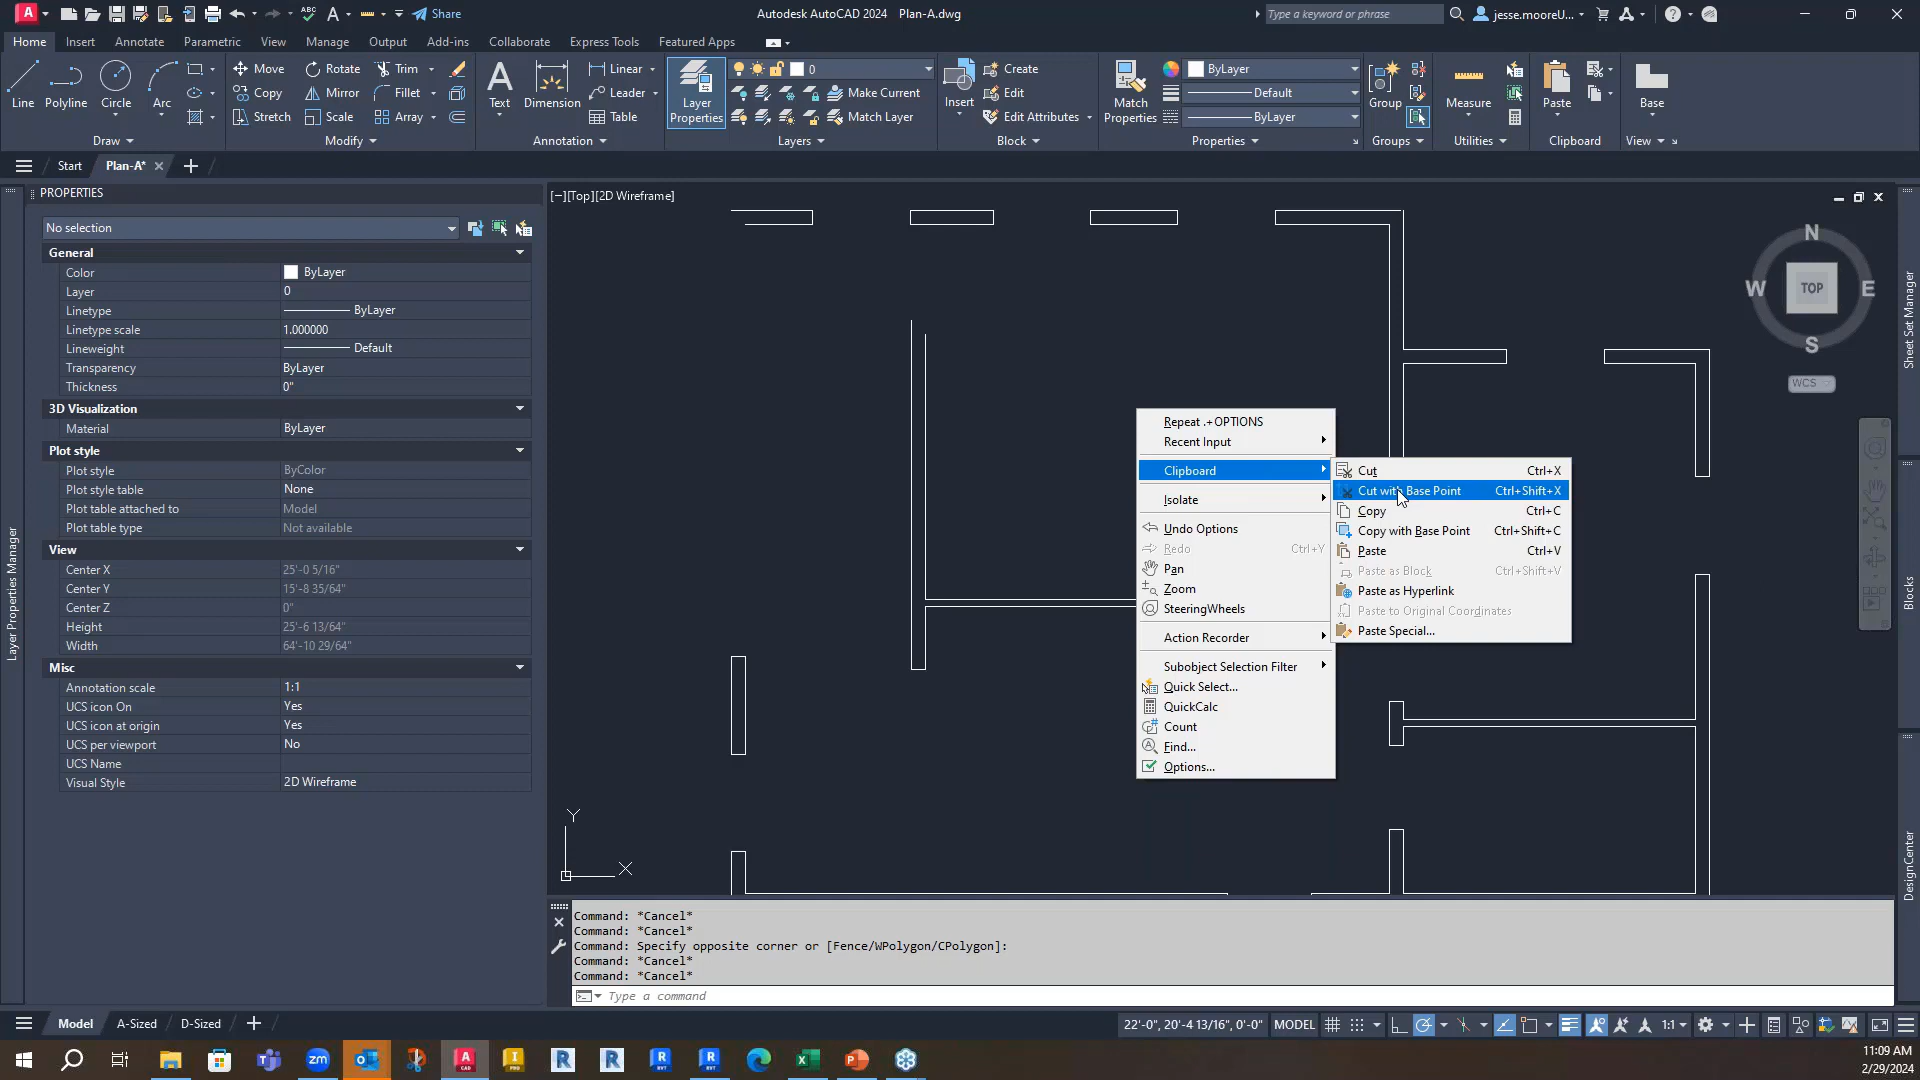 Share
Autodesk AutoCAD 2024 Plan-A.dwg
Type a keyword or phrase
jesse.mooreU...
Home Insert Annotate Parametric View Manage Output Add-ins Collaborate Express Tools Featured Apps
Line Polyline Circle Arc
Move Rotate Trim
Copy Mirror Fillet
Stretch Scale Array
Text Dimension
Linear
Leader
Table
Layer Properties
0
Make Current
Match Layer
Insert
Create
Edit
Edit Attributes
Match Properties
ByLayer
Default
ByLayer
Group
Measure
Paste
Base
Draw Modify Annotation Layers Block Properties Groups Utilities Clipboard View
Start Plan-A*
PROPERTIES
No selection
General
Color ByLayer
Layer 0
Linetype ByLayer
Linetype scale 1.000000
Lineweight Default
Transparency ByLayer
Thickness 0"
3D Visualization
Material ByLayer
Plot style
Plot style ByColor
Plot style table None
Plot table attached to Model
Plot table type Not available
View
Center X 25'-0 5/16"
Center Y 15'-8 35/64"
Center Z 0"
Height 25'-6 13/64"
Width 64'-10 29/64"
Misc
Annotation scale 1:1
UCS icon On Yes
UCS icon at origin Yes
UCS per viewport No
UCS Name
Visual Style 2D Wireframe
Layer Properties Manager
[−][Top][2D Wireframe]
N
W TOP E
S
WCS
Sheet Set Manager
Blocks
DesignCenter
Repeat .+OPTIONS
Recent Input
Clipboard
Isolate
Undo Options
Redo Ctrl+Y
Pan
Zoom
SteeringWheels
Action Recorder
Subobject Selection Filter
Quick Select...
QuickCalc
Count
Find...
Options...
Cut Ctrl+X
Cut with Base Point Ctrl+Shift+X
Copy Ctrl+C
Copy with Base Point Ctrl+Shift+C
Paste Ctrl+V
Paste as Block Ctrl+Shift+V
Paste as Hyperlink
Paste to Original Coordinates
Paste Special...
Y
X
Command: *Cancel*
Command: *Cancel*
Command: Specify opposite corner or [Fence/WPolygon/CPolygon]:
Command: *Cancel*
Command: *Cancel*
Type a command
Model A-Sized D-Sized
22'-0", 20'-4 13/16", 0'-0" MODEL
1:1
11:09 AM
2/29/2024